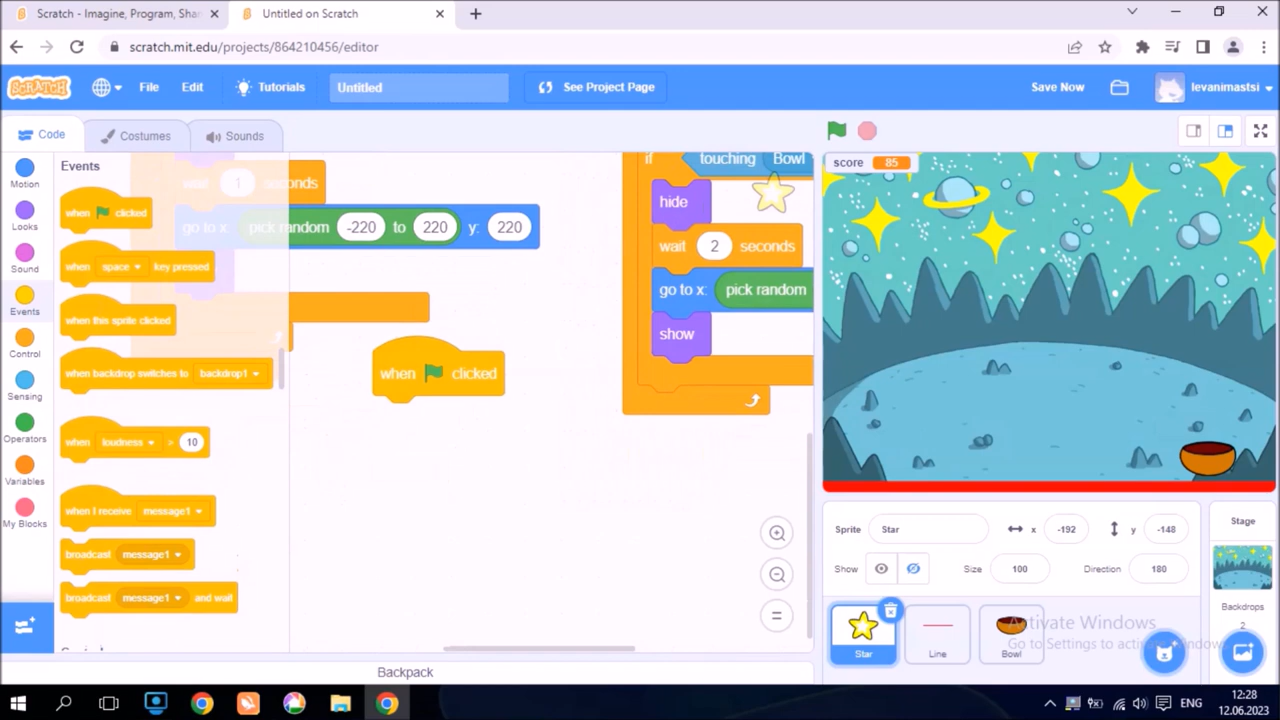 Scratch - Imagine, Program, Sha
Untitled on Scratch
scratch.mit.edu/projects/864210456/editor
SCRATCH
File
Edit
Tutorials
Untitled
See Project Page
Save Now
levanimastsi
Code
Costumes
Sounds
Motion
Looks
Sound
Events
Control
Sensing
Operators
Variables
My Blocks
Events
when clicked
when space key pressed
when this sprite clicked
when backdrop switches to backdrop1
when loudness > 10
when I receive message1
broadcast message1
broadcast message1 and wait
wait 1 seconds
go to x: pick random -220 to 220 y: 220
when clicked
if touching Bowl
hide
wait 2 seconds
go to x: pick random
show
Backpack
score 85
Sprite Star x -192 y -148
Show Size 100 Direction 180
Star
Line
Bowl
Stage
Backdrops
2
Activate Windows
Go to Settings to activate Windows.
ENG
12:28
12.06.2023